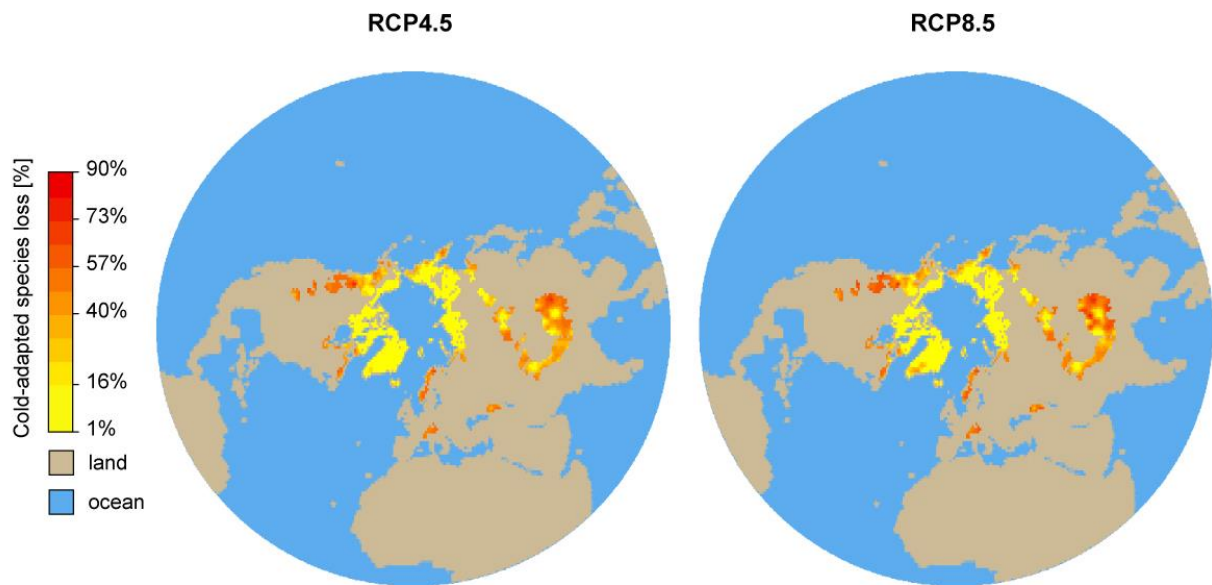 RCP4.5
RCP8.5
Cold-adapted species loss [%]
90%
73%
57%
40%
16%
1%
land
ocean